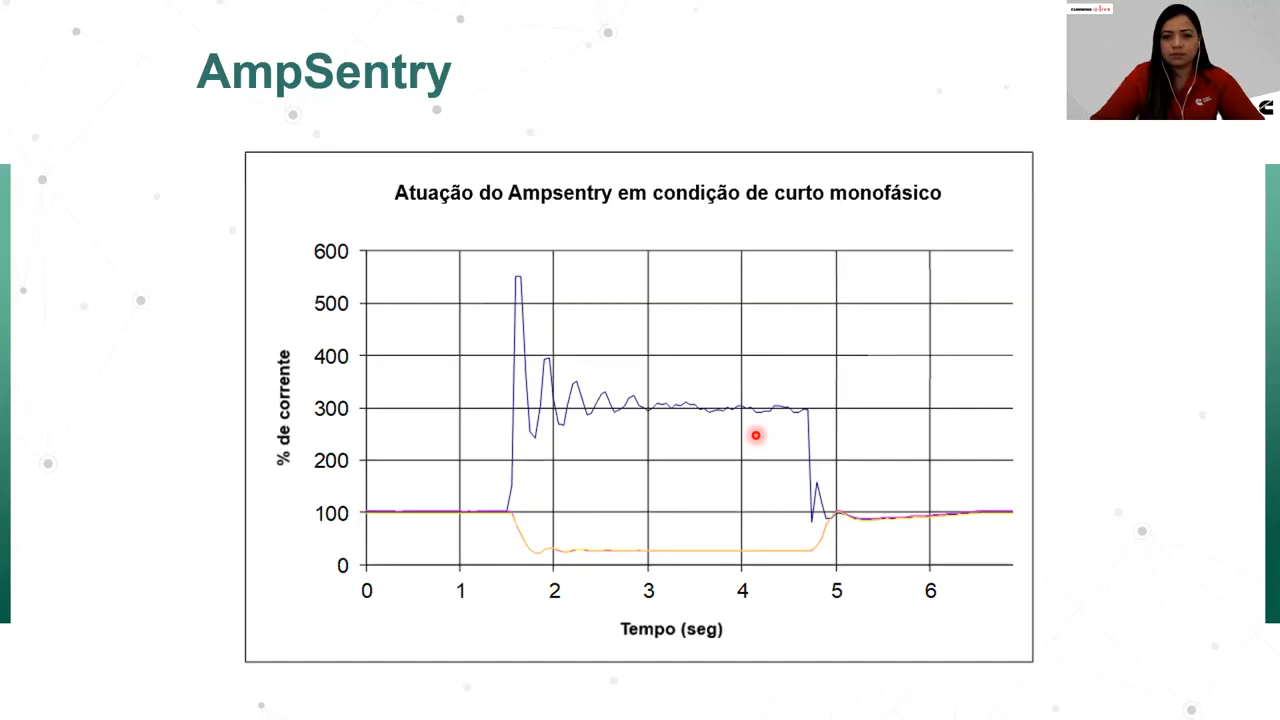 AmpSentry
CUMMINS
Atuação do Ampsentry em condição de curto monofásico
600
500
400
300
200
100
0
% de corrente
0 1 2 3 4 5 6
Tempo (seg)